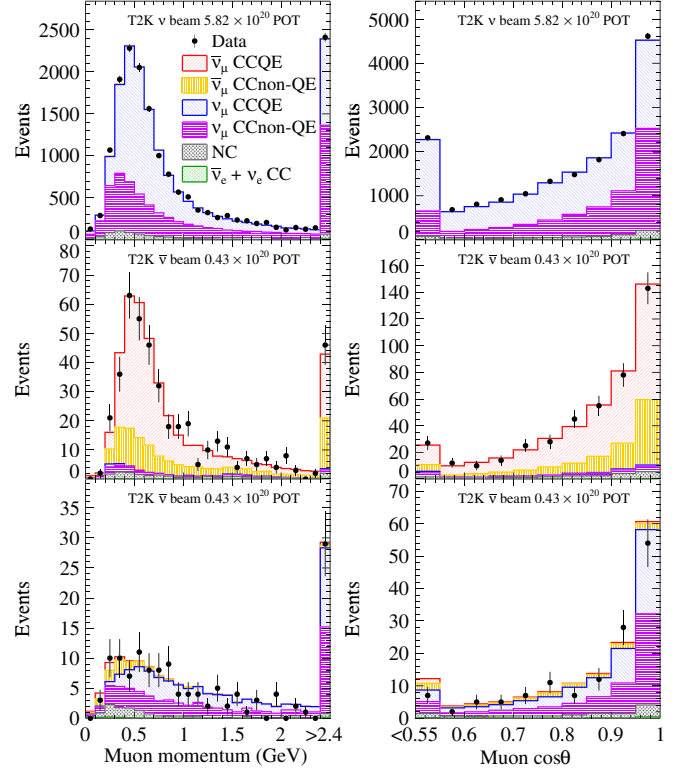 T2K ν beam 5.82 × 10²⁰ POT
Data
ν̅μ CCQE
ν̅μ CCnon-QE
νμ CCQE
νμ CCnon-QE
NC
ν̅e + νe CC
Events
2500
2000
1500
1000
500
0
T2K ν beam 5.82 × 10²⁰ POT
Events
5000
4000
3000
2000
1000
0
T2K ν̅ beam 0.43 × 10²⁰ POT
Events
80
70
60
50
40
30
20
10
0
T2K ν̅ beam 0.43 × 10²⁰ POT
Events
160
140
120
100
80
60
40
20
0
T2K ν̅ beam 0.43 × 10²⁰ POT
Events
35
30
25
20
15
10
5
0
0 0.5 1 1.5 2 >2.4
Muon momentum (GeV)
T2K ν̅ beam 0.43 × 10²⁰ POT
Events
70
60
50
40
30
20
10
0
<0.55 0.6 0.7 0.8 0.9 1
Muon cosθ